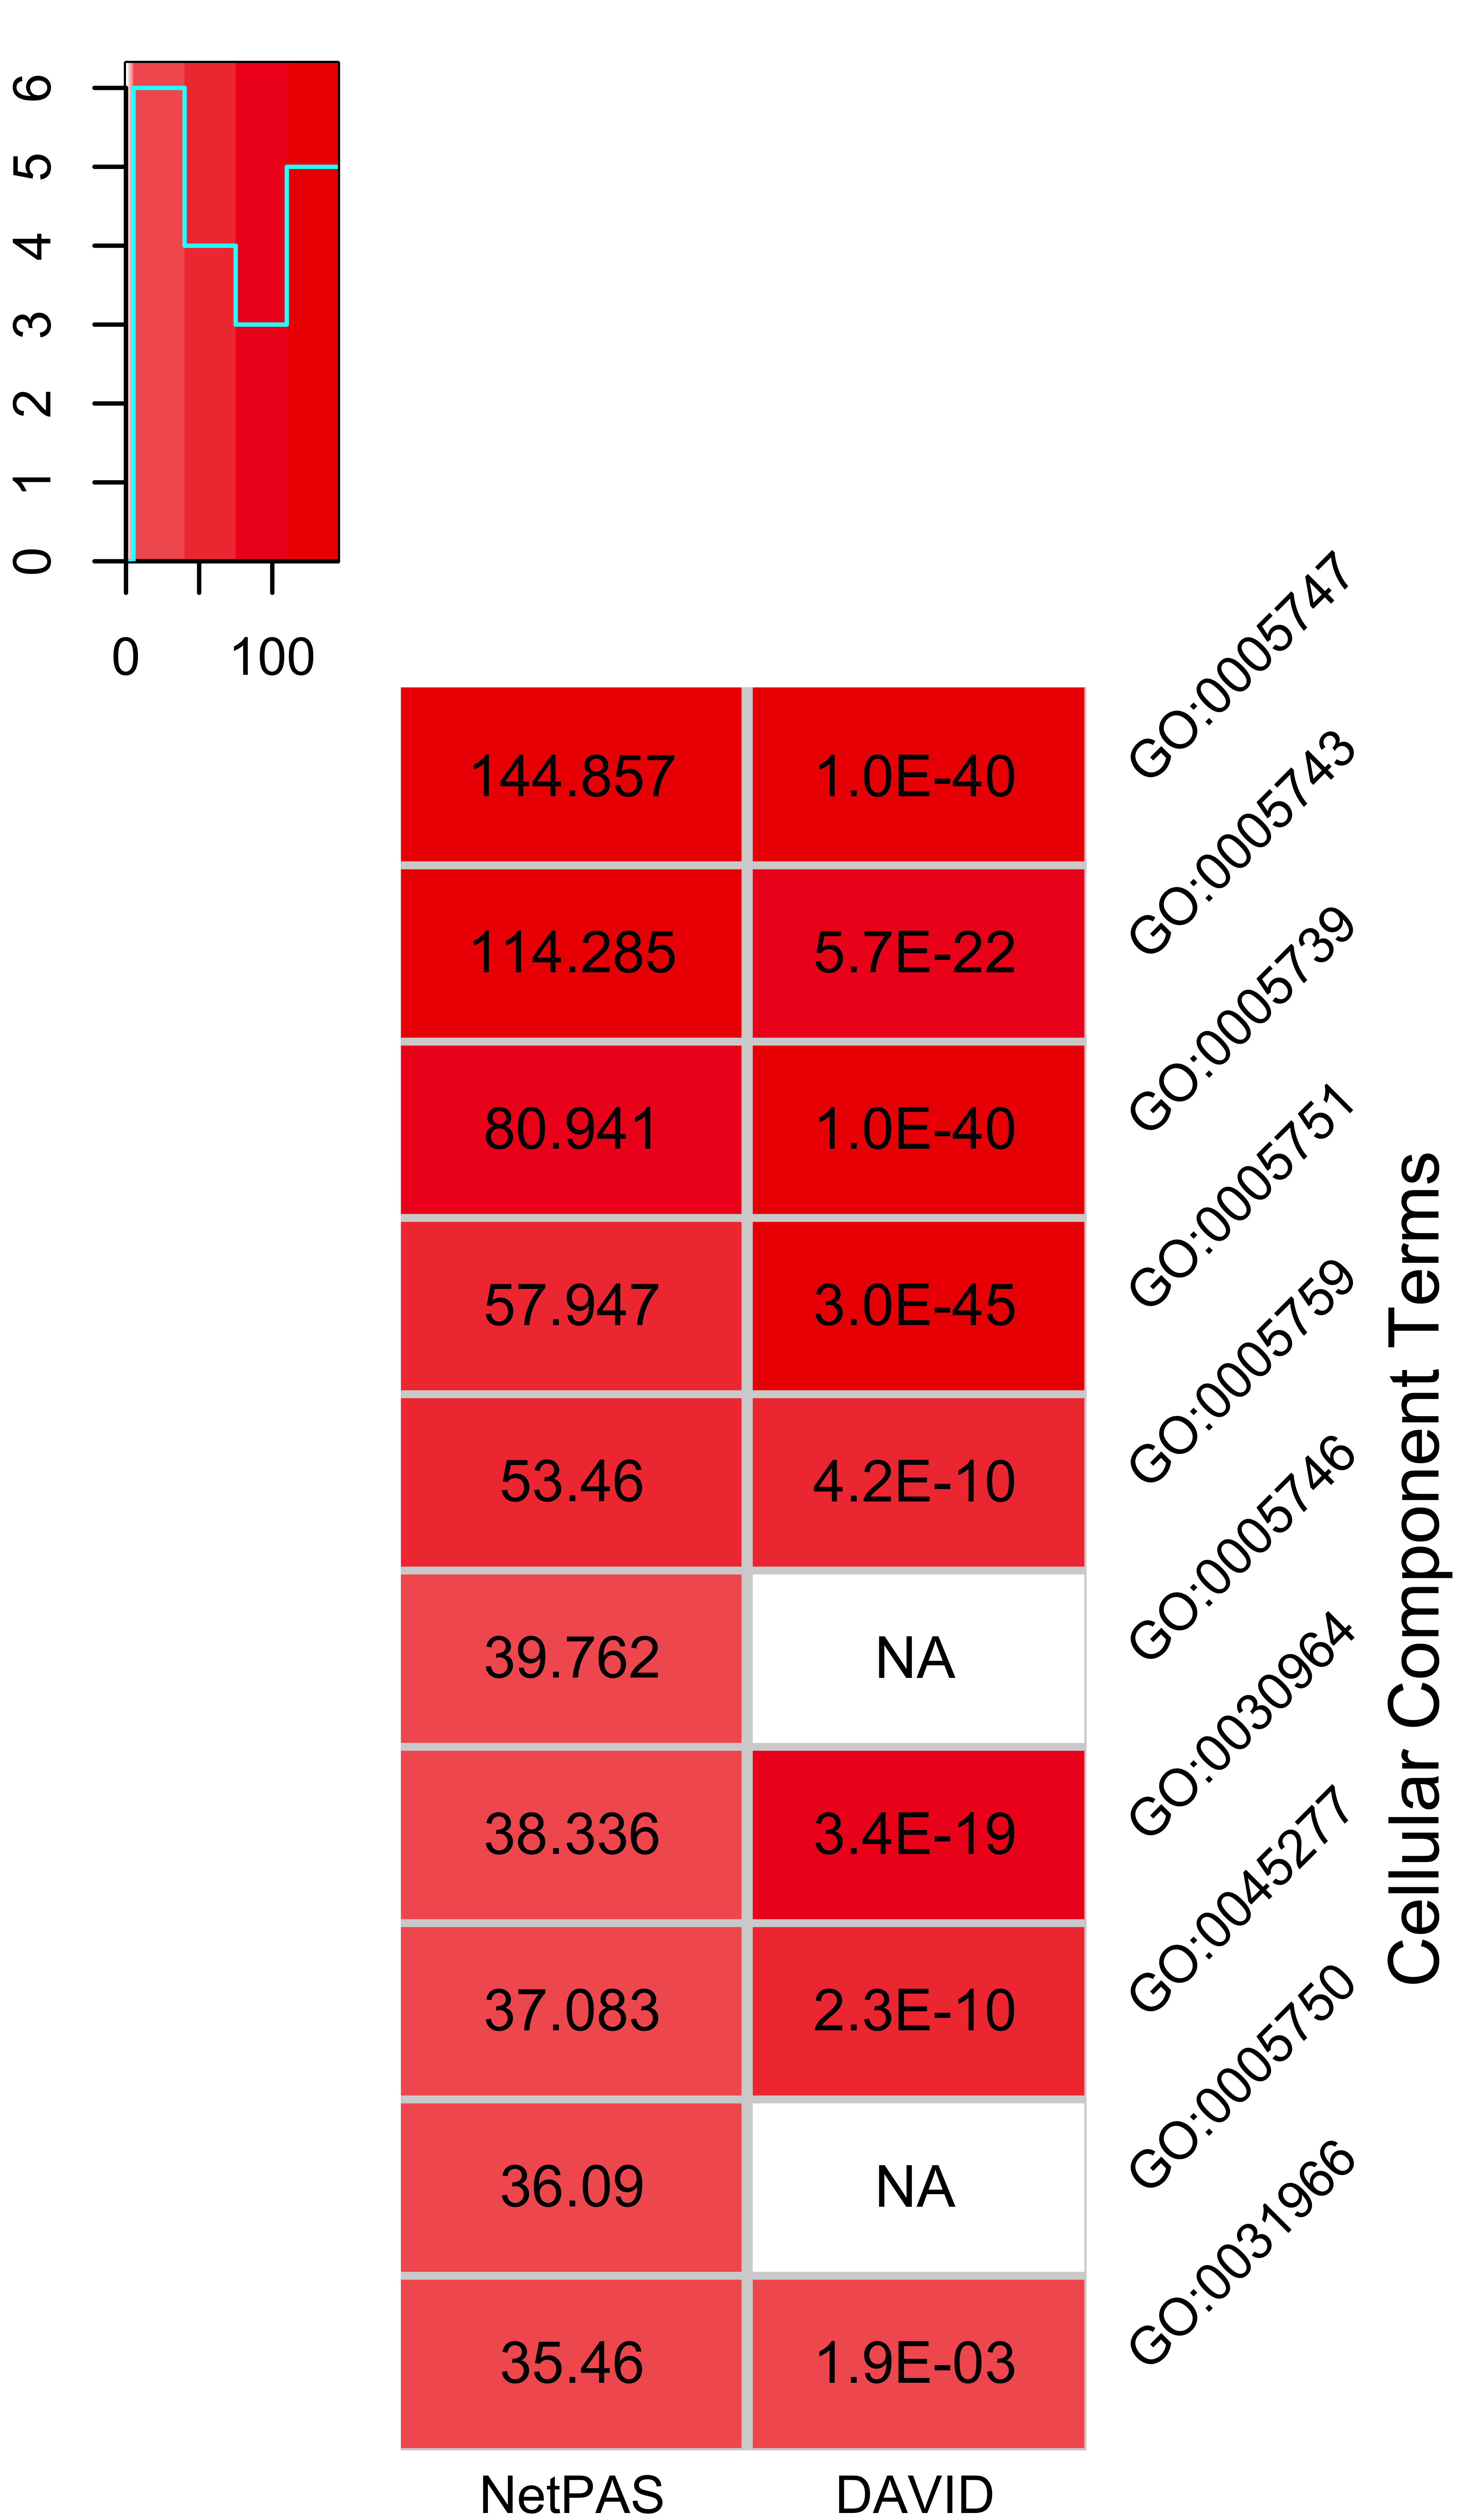 6
5
4
3
2
1
0
0 100
144.857 1.0E-40 GO:0005747
114.285 5.7E-22 GO:0005743
80.941 1.0E-40 GO:0005739
57.947 3.0E-45 GO:0005751
53.46 4.2E-10 GO:0005759
39.762 NA GO:0005746
38.336 3.4E-19 GO:0030964
37.083 2.3E-10 GO:0045277
36.09 NA GO:0005750
35.46 1.9E-03 GO:0031966
Cellular Component Terms
NetPAS DAVID